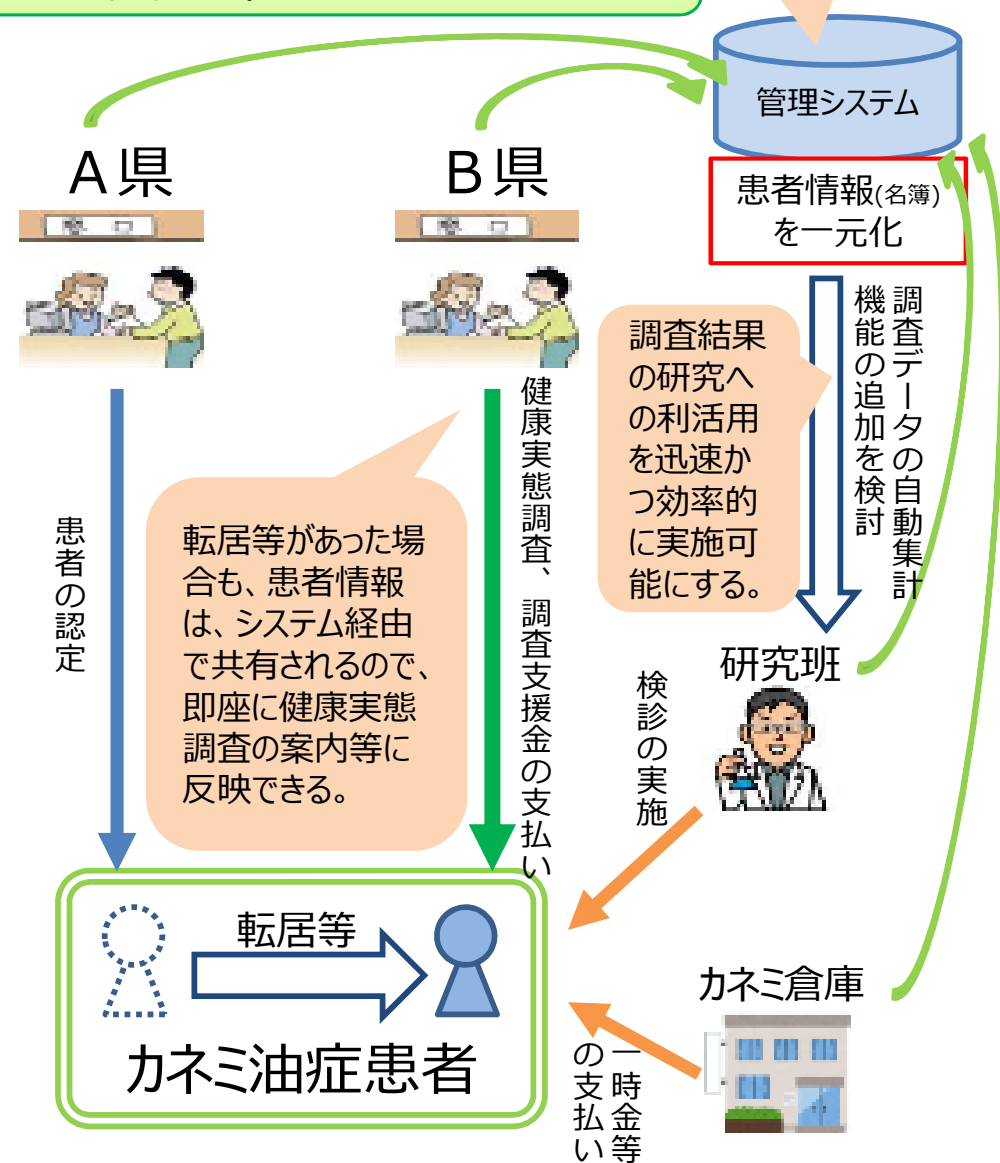 管理システム
患者情報(名簿)
を一元化
A県
B県
窓口
窓口
調査データの自動集計
機能の追加を検討
調査結果
の研究へ
の利活用
を迅速か
つ効率的
に実施可
能にする。
健康実態調査、調査支援金の支払い
患者の認定
転居等があった場
合も、患者情報
は、システム経由
で共有されるので、
即座に健康実態
調査の案内等に
反映できる。
研究班
検診の実施
転居等
カネミ油症患者
カネミ倉庫
一時金等
の支払い